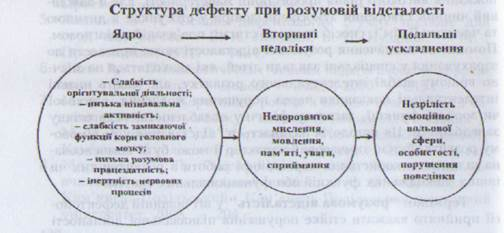 Структура дефекту при розумовій відсталості
Ядро
Вторинні недоліки
Подальші ускладнення
– Слабкість
орієнтувальної діяльності;
– низька пізнавальна
активність;
– слабкість замикаючої
функції кори головного
мозку;
– низька розумова
працездатність;
– інертність нервових
процесів
Недорозвиток
мислення,
мовлення,
пам'яті, уваги,
сприймання
Незрілість
емоційно-
вольової
сфери,
особистості,
порушення
поведінки